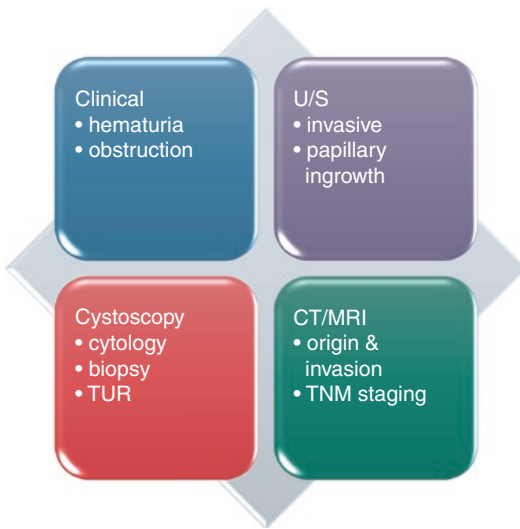 Clinical
• hematuria
• obstruction
U/S
• invasive
• papillary
ingrowth
Cystoscopy
• cytology
• biopsy
• TUR
CT/MRI
• origin &
invasion
• TNM staging